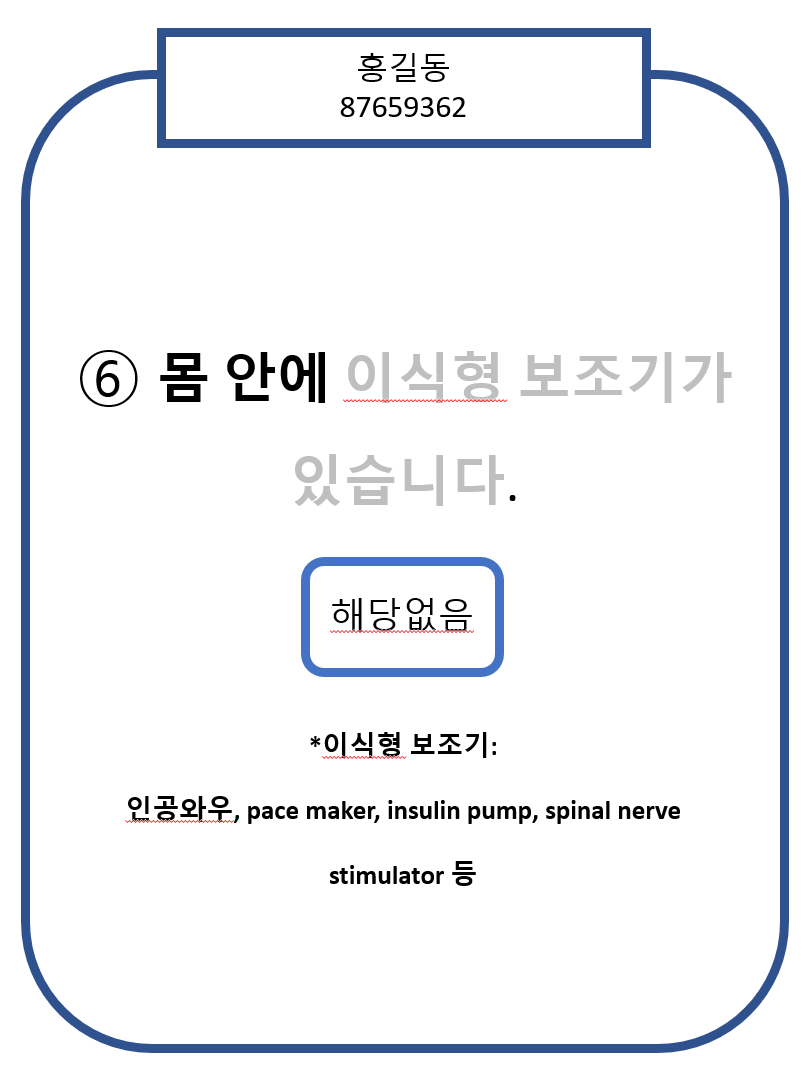 홍길동
87659362
⑥ 몸 안에 이식형 보조기가
있습니다.
해당없음
*이식형 보조기:
인공와우, pace maker, insulin pump, spinal nerve
stimulator 등